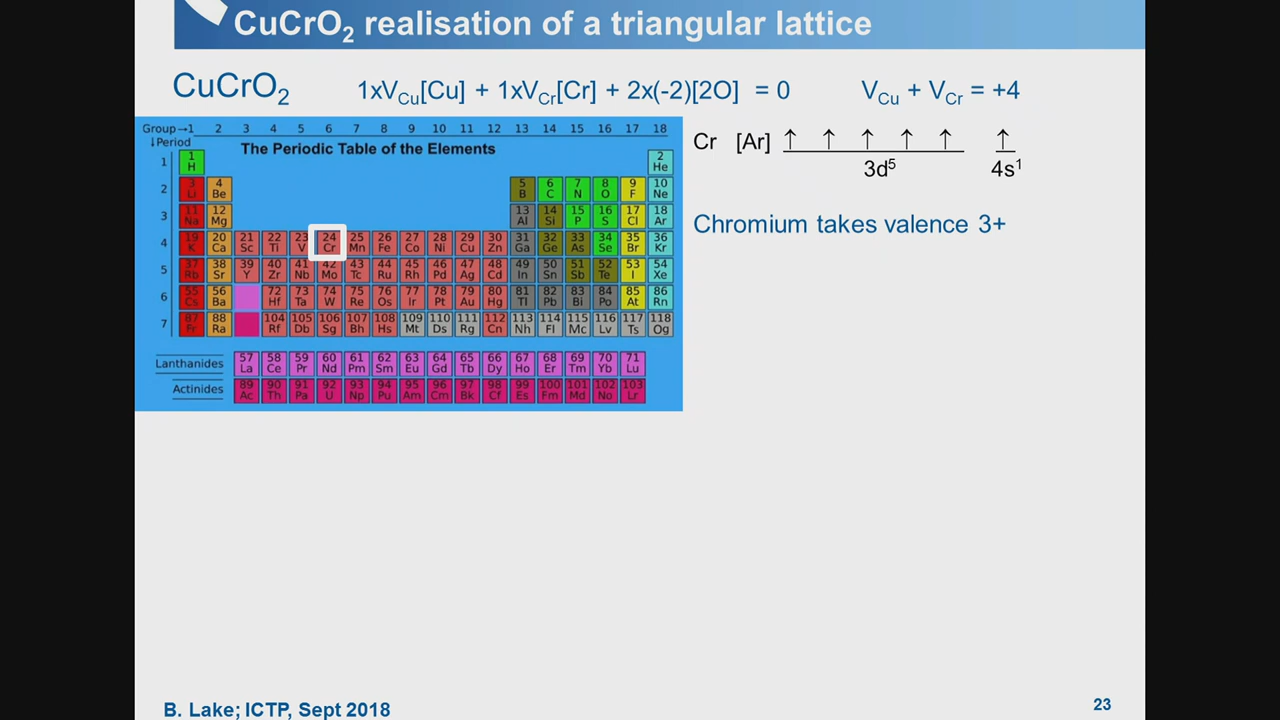 CuCrO₂ realisation of a triangular lattice
CuCrO₂ 1xV_Cu[Cu] + 1xV_Cr[Cr] + 2x(-2)[2O] = 0 V_Cu + V_Cr = +4
Group→1 2 3 4 5 6 7 8 9 10 11 12 13 14 15 16 17 18
↓Period
The Periodic Table of the Elements
1 1 H 2 He
2 3 Li 4 Be 5 B 6 C 7 N 8 O 9 F 10 Ne
3 11 Na 12 Mg 13 Al 14 Si 15 P 16 S 17 Cl 18 Ar
4 19 K 20 Ca 21 Sc 22 Ti 23 V 24 Cr 25 Mn 26 Fe 27 Co 28 Ni 29 Cu 30 Zn 31 Ga 32 Ge 33 As 34 Se 35 Br 36 Kr
5 37 Rb 38 Sr 39 Y 40 Zr 41 Nb 42 Mo 43 Tc 44 Ru 45 Rh 46 Pd 47 Ag 48 Cd 49 In 50 Sn 51 Sb 52 Te 53 I 54 Xe
6 55 Cs 56 Ba 72 Hf 73 Ta 74 W 75 Re 76 Os 77 Ir 78 Pt 79 Au 80 Hg 81 Tl 82 Pb 83 Bi 84 Po 85 At 86 Rn
7 87 Fr 88 Ra 104 Rf 105 Db 106 Sg 107 Bh 108 Hs 109 Mt 110 Ds 111 Rg 112 Cn 113 Nh 114 Fl 115 Mc 116 Lv 117 Ts 118 Og
Lanthanides 57 La 58 Ce 59 Pr 60 Nd 61 Pm 62 Sm 63 Eu 64 Gd 65 Tb 66 Dy 67 Ho 68 Er 69 Tm 70 Yb 71 Lu
Actinides 89 Ac 90 Th 91 Pa 92 U 93 Np 94 Pu 95 Am 96 Cm 97 Bk 98 Cf 99 Es 100 Fm 101 Md 102 No 103 Lr
Cr [Ar] ↑ ↑ ↑ ↑ ↑ ↑
3d⁵ 4s¹
Chromium takes valence 3+
B. Lake; ICTP, Sept 2018
23